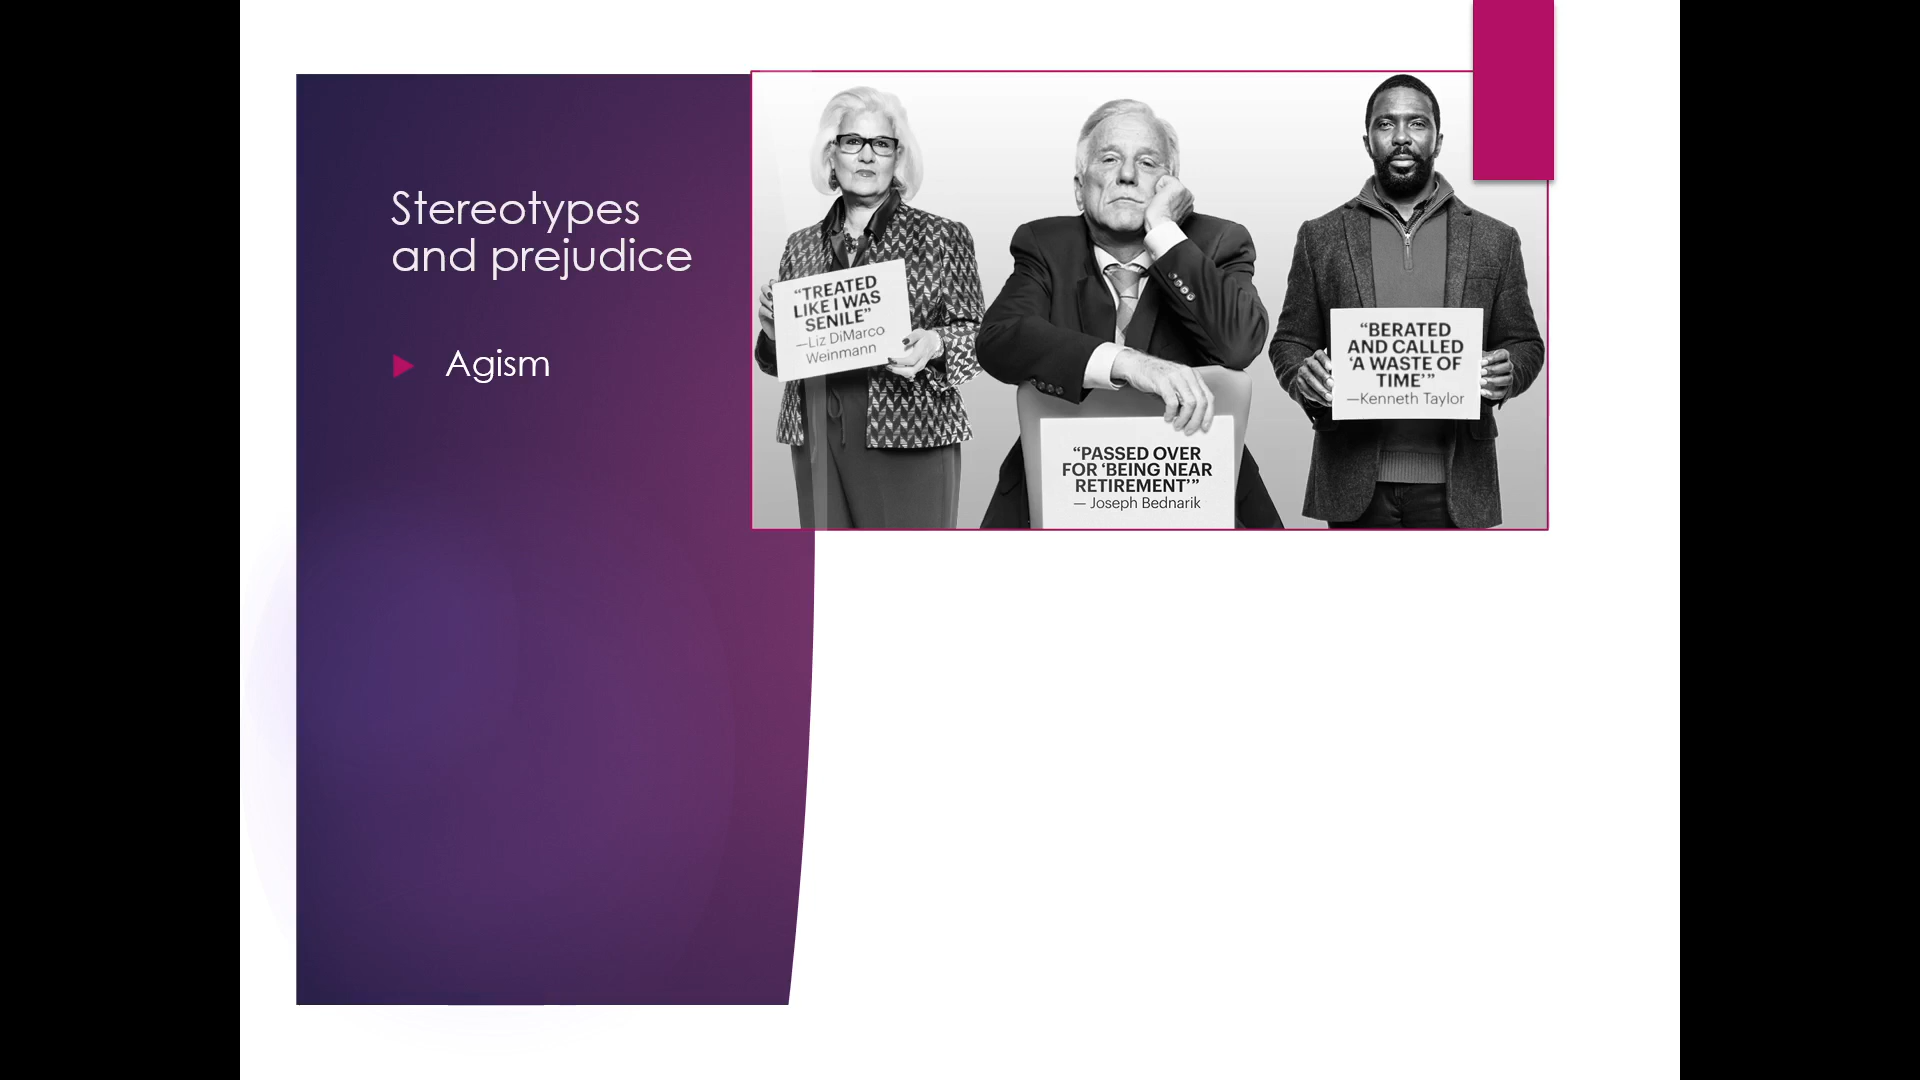 Stereotypes
and prejudice
Agism
“TREATED
LIKE I WAS
SENILE”
—Liz DiMarco
Weinmann
“PASSED OVER
FOR ‘BEING NEAR
RETIREMENT’”
— Joseph Bednarik
“BERATED
AND CALLED
‘A WASTE OF
TIME’”
—Kenneth Taylor